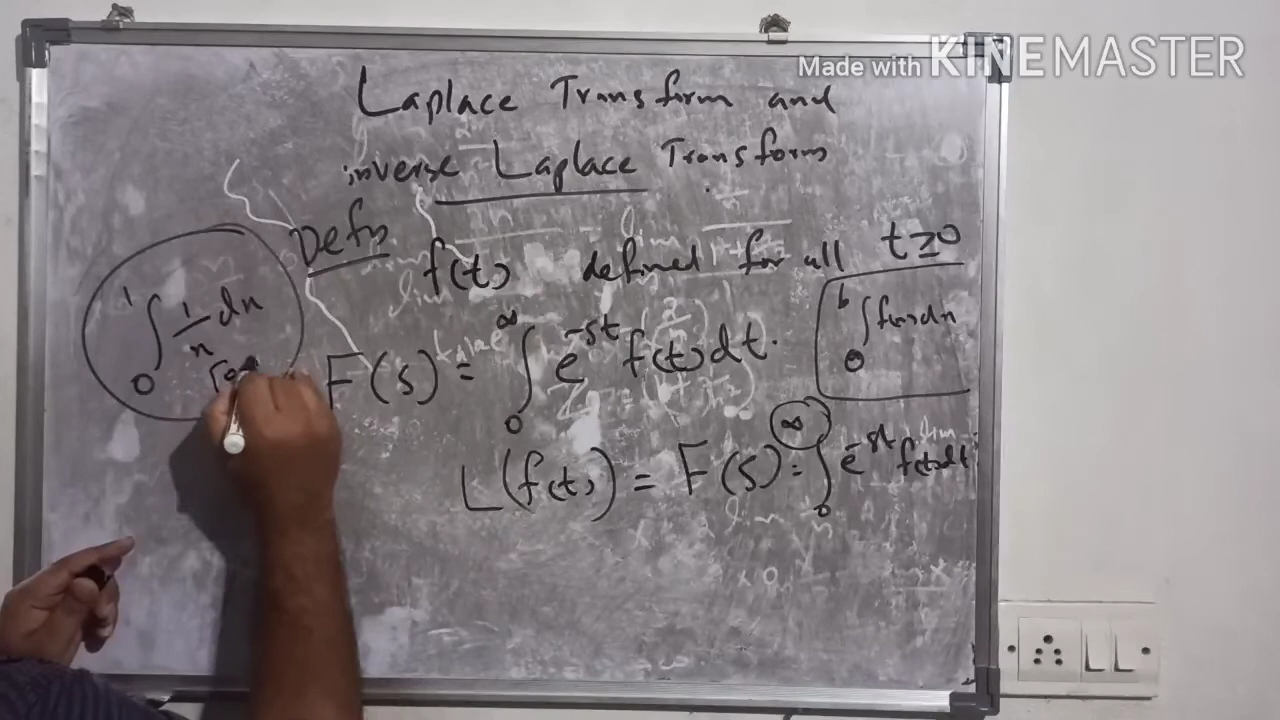 Made with KINEMASTER
Laplace Transform and
inverse Laplace Transform
Defn
f(t) defined for all t≥0
F(s) = ∫₀^∞ e^-st f(t)dt.
∫₀^1 1/x dx
∫₀^b f(x)dx
L(f(t)) = F(s) = ∫₀^∞ e^-st f(t)dt